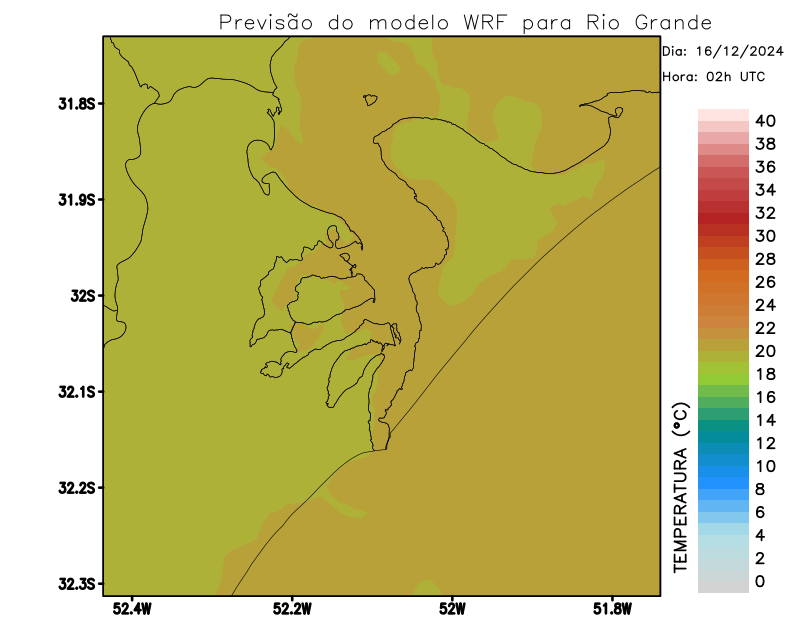 Previsão do modelo WRF para Rio Grande
Dia: 16/12/2024
Hora: 02h UTC
31.8S
31.9S
32S
32.1S
32.2S
32.3S
52.4W
52.2W
52W
51.8W
TEMPERATURA (°C)
40
38
36
34
32
30
28
26
24
22
20
18
16
14
12
10
8
6
4
2
0